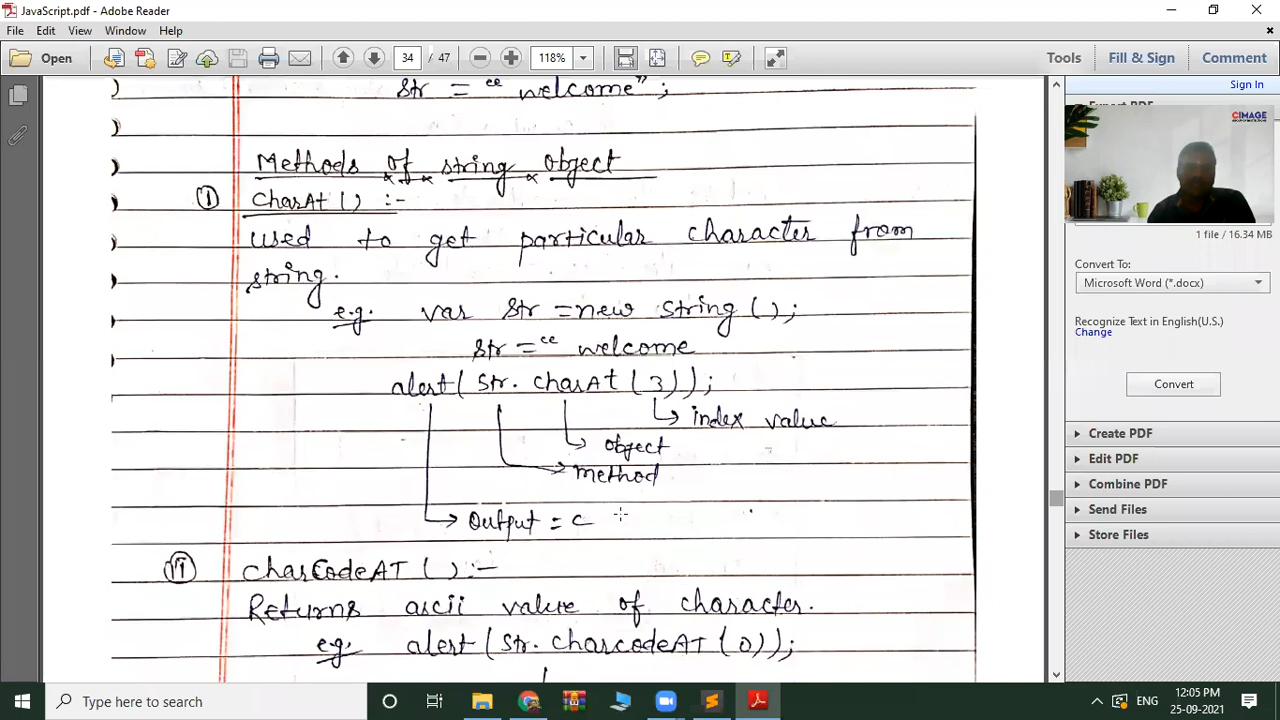 JavaScript.pdf - Adobe Reader
File Edit View Window Help
Open 34 / 47 118% Tools Fill & Sign Comment
Sign In
Export PDF
CIMAGE
1 file / 16.34 MB
Convert To:
Microsoft Word (*.docx)
Recognize Text in English(U.S.)
Change
Convert
Create PDF
Edit PDF
Combine PDF
Send Files
Store Files
Str = “ welcome” ;
Methods of string object
① CharAt () :-
used to get particular character from
string.
e.g. var Str = new String ();
Str = “ welcome
alert( Str. charAt (3));
index value
object
method
Output = c
charCodeAT () :-
Returns ascii value of character.
e.g. alert (Str. CharcodeAT (0));
Type here to search
ENG
12:05 PM
25-09-2021